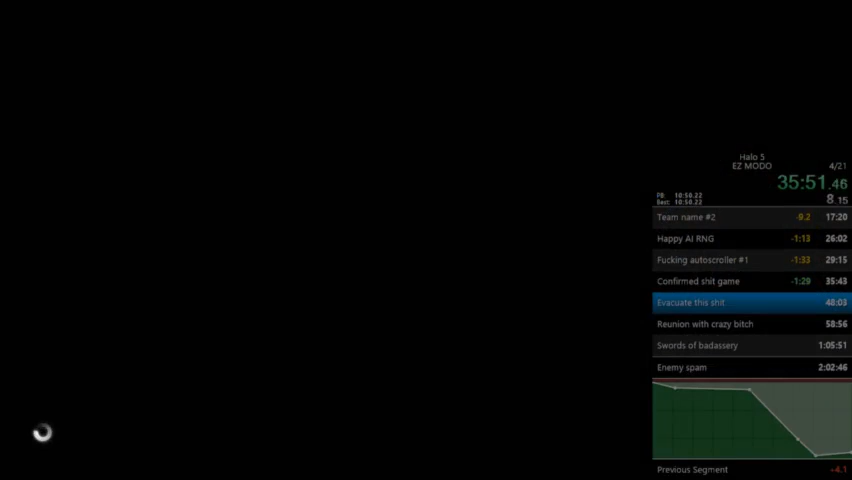 Halo 5
EZ MODO 4/21
35:51.46
PB: 10:50.22
Best: 10:50.22 8.15
Team name #2 -9.2 17:20
Happy AI RNG -1:13 26:02
Fucking autoscroller #1 -1:33 29:15
Confirmed shit game -1:29 35:43
Evacuate this shit 48:03
Reunion with crazy bitch 58:56
Swords of badassery 1:05:51
Enemy spam 2:02:46
Previous Segment +4.1